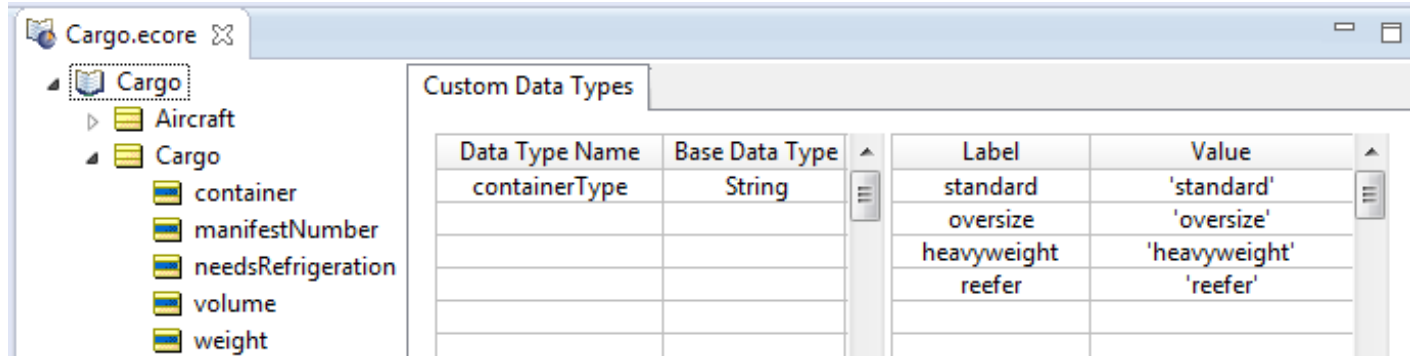 Cargo.ecore
Cargo
Aircraft
Cargo
container
manifestNumber
needsRefrigeration
volume
weight
Custom Data Types
Data Type Name Base Data Type
containerType String
Label Value
standard 'standard'
oversize 'oversize'
heavyweight 'heavyweight'
reefer 'reefer'